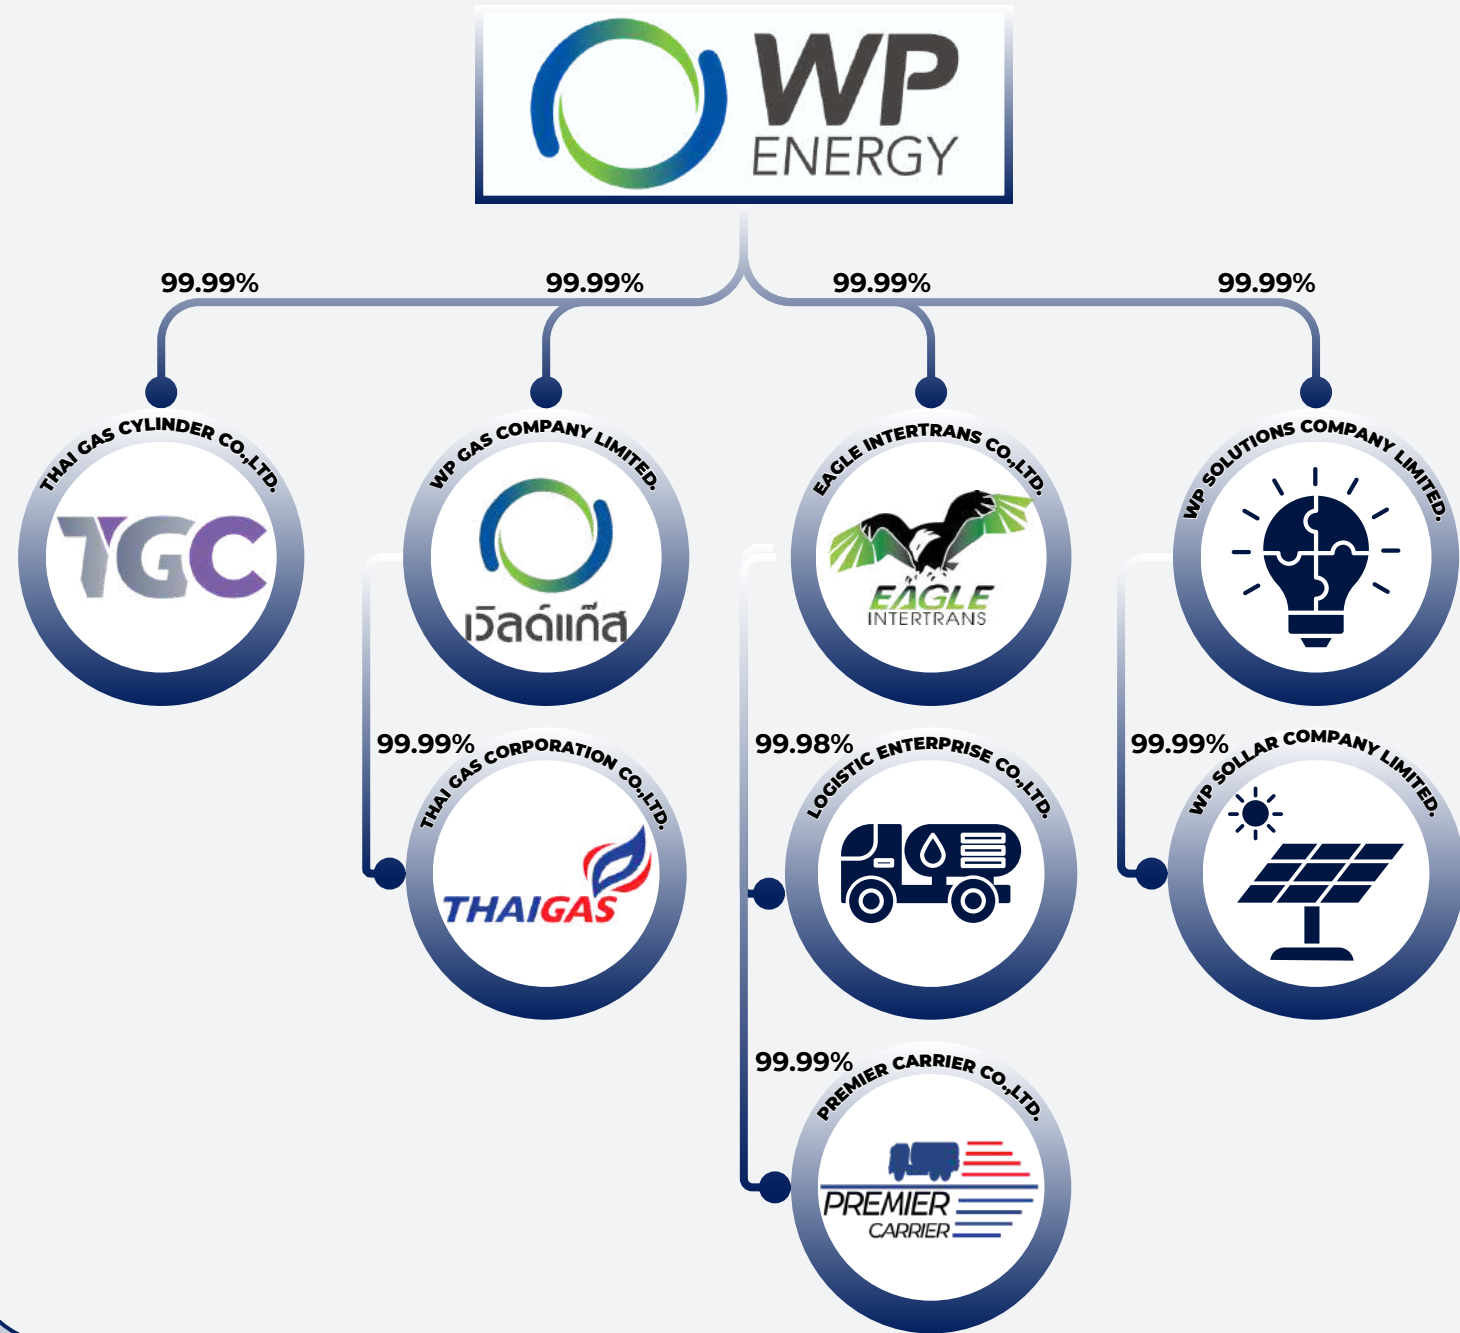 WP
ENERGY
99.99% 99.99% 99.99% 99.99%
THAI GAS CYLINDER CO.,LTD.
TGC
WP GAS COMPANY LIMITED.
เวิลด์แก๊ส
EAGLE INTERTRANS CO.,LTD.
EAGLE
INTERTRANS
WP SOLUTIONS COMPANY LIMITED.
99.99%
THAI GAS CORPORATION CO.,LTD.
THAIGAS
99.98%
LOGISTIC ENTERPRISE CO.,LTD.
99.99%
WP SOLLAR COMPANY LIMITED.
99.99%
PREMIER CARRIER CO.,LTD.
PREMIER
CARRIER